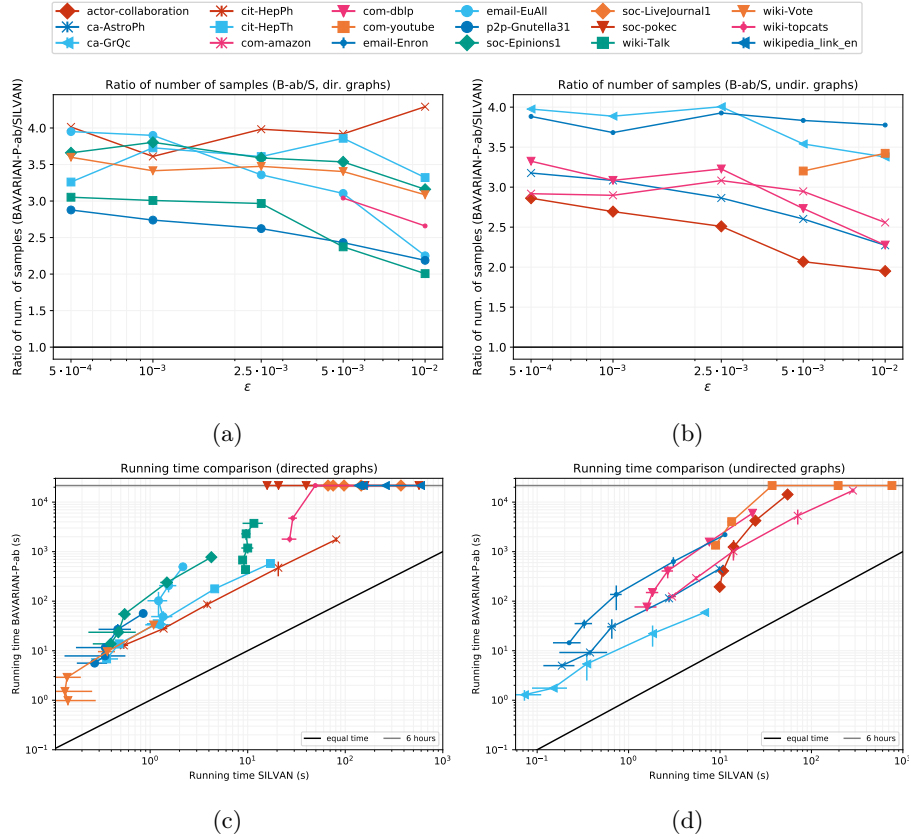 actor-collaboration cit-HepPh com-dblp email-EuAll soc-LiveJournal1 wiki-Vote
ca-AstroPh cit-HepTh com-youtube p2p-Gnutella31 soc-pokec wiki-topcats
ca-GrQc com-amazon email-Enron soc-Epinions1 wiki-Talk wikipedia_link_en
Ratio of number of samples (B-ab/S, dir. graphs)
Ratio of num. of samples (BAVARIAN-P-ab/SILVAN)
4.0
3.5
3.0
2.5
2.0
1.5
1.0
5·10⁻⁴ 10⁻³ 2.5·10⁻³ 5·10⁻³ 10⁻²
ε
(a)
Ratio of number of samples (B-ab/S, undir. graphs)
Ratio of num. of samples (BAVARIAN-P-ab/SILVAN)
4.0
3.5
3.0
2.5
2.0
1.5
1.0
5·10⁻⁴ 10⁻³ 2.5·10⁻³ 5·10⁻³ 10⁻²
ε
(b)
Running time comparison (directed graphs)
Running time BAVARIAN-P-ab (s)
10⁴
10³
10²
10¹
10⁰
10⁻¹
equal time 6 hours
10⁰ 10¹ 10² 10³
Running time SILVAN (s)
(c)
Running time comparison (undirected graphs)
Running time BAVARIAN-P-ab (s)
10⁴
10³
10²
10¹
10⁰
10⁻¹
equal time 6 hours
10⁻¹ 10⁰ 10¹ 10² 10³
Running time SILVAN (s)
(d)